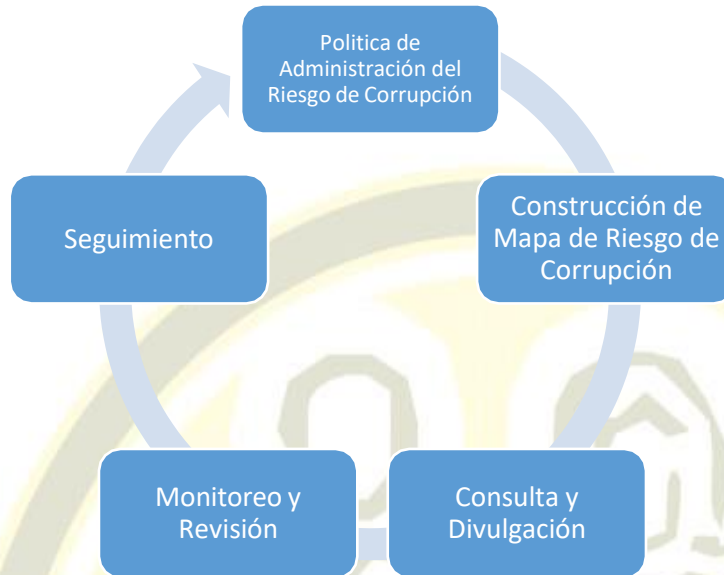 Politica de
Administración del
Riesgo de Corrupción
Construcción de
Mapa de Riesgo de
Corrupción
Consulta y
Divulgación
Monitoreo y
Revisión
Seguimiento